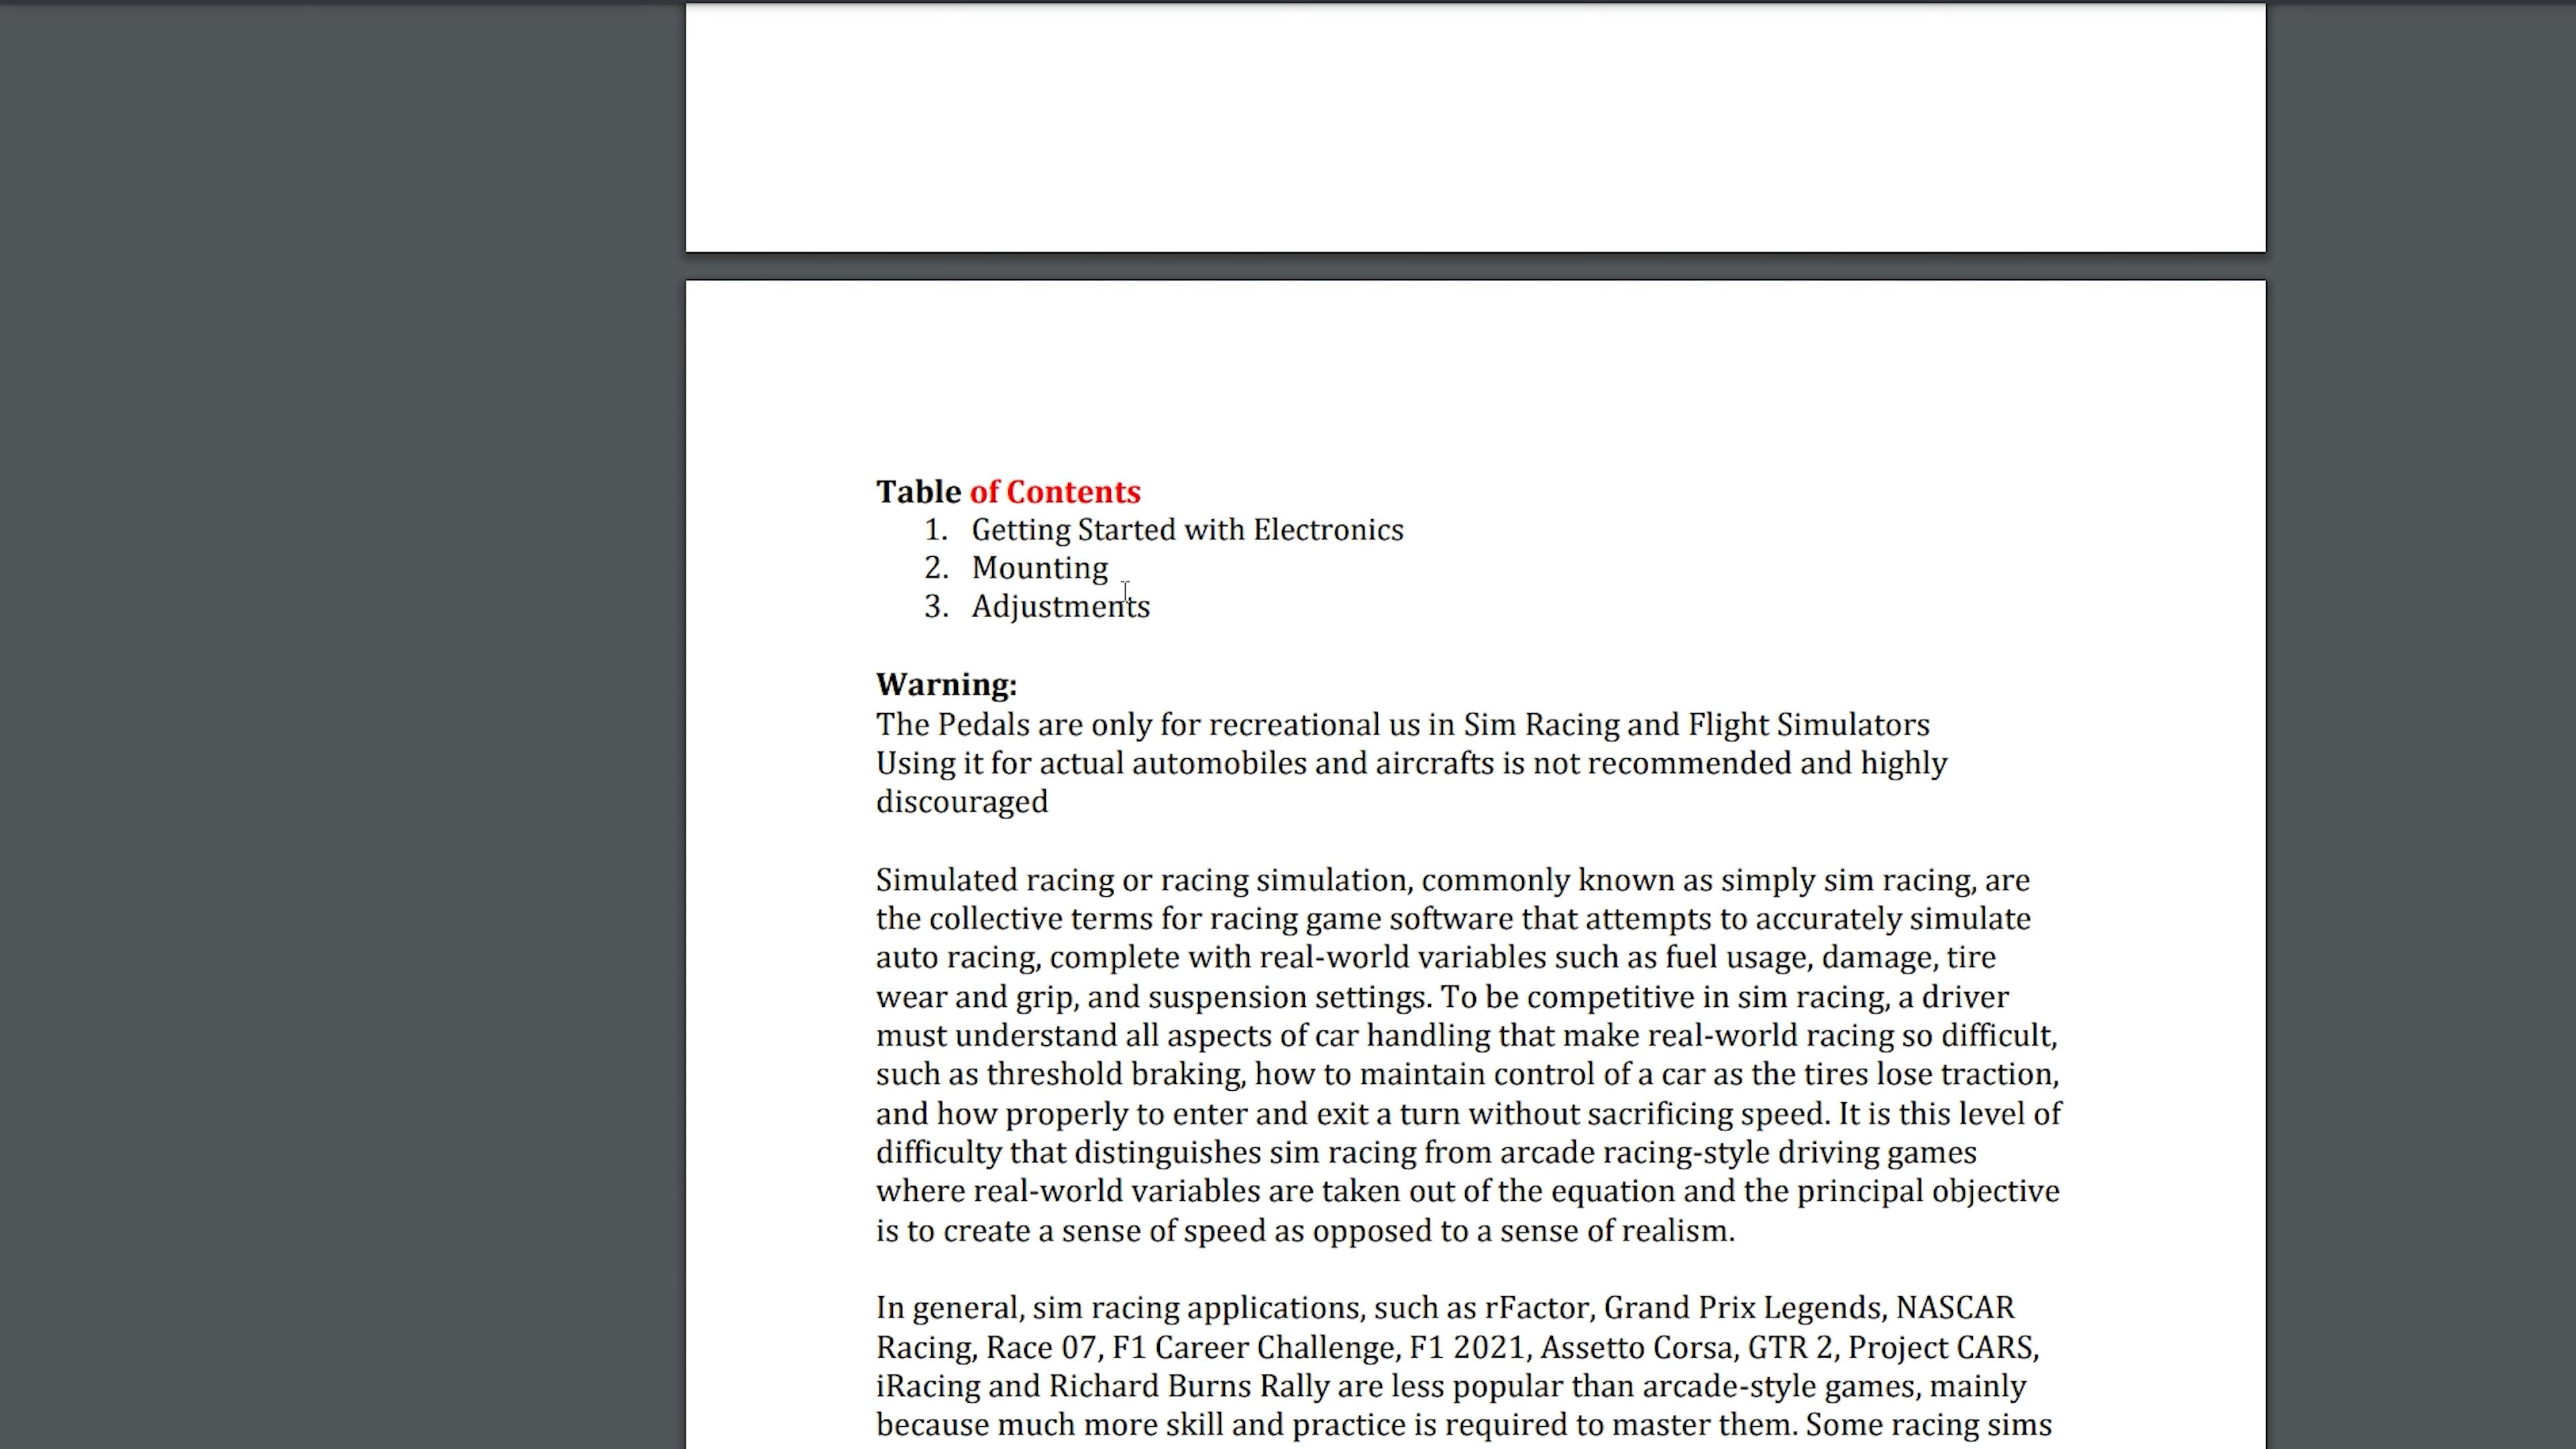 Table of Contents
1. Getting Started with Electronics
2. Mounting
3. Adjustments
Warning:
The Pedals are only for recreational us in Sim Racing and Flight Simulators
Using it for actual automobiles and aircrafts is not recommended and highly
discouraged
Simulated racing or racing simulation, commonly known as simply sim racing, are
the collective terms for racing game software that attempts to accurately simulate
auto racing, complete with real-world variables such as fuel usage, damage, tire
wear and grip, and suspension settings. To be competitive in sim racing, a driver
must understand all aspects of car handling that make real-world racing so difficult,
such as threshold braking, how to maintain control of a car as the tires lose traction,
and how properly to enter and exit a turn without sacrificing speed. It is this level of
difficulty that distinguishes sim racing from arcade racing-style driving games
where real-world variables are taken out of the equation and the principal objective
is to create a sense of speed as opposed to a sense of realism.
In general, sim racing applications, such as rFactor, Grand Prix Legends, NASCAR
Racing, Race 07, F1 Career Challenge, F1 2021, Assetto Corsa, GTR 2, Project CARS,
iRacing and Richard Burns Rally are less popular than arcade-style games, mainly
because much more skill and practice is required to master them. Some racing sims